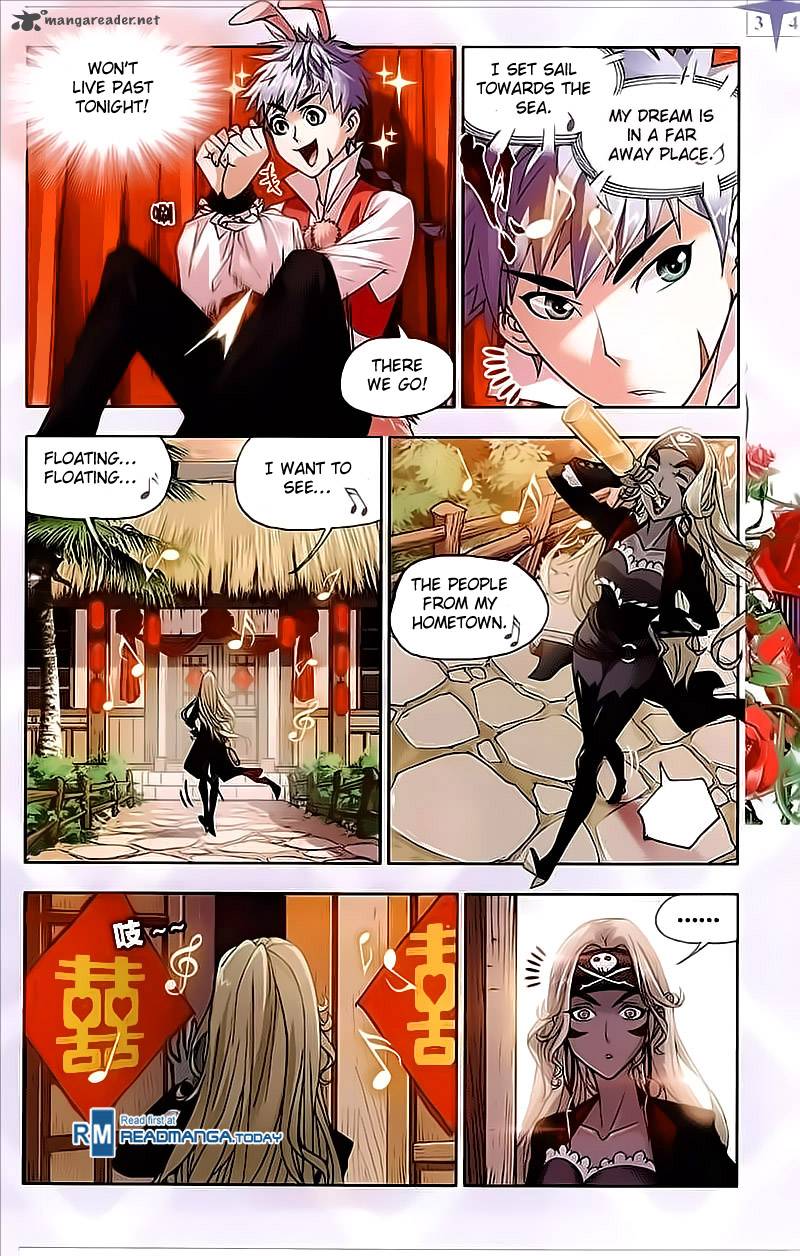 mangareader.net
3 4
WON'T
LIVE PAST
TONIGHT!
THERE
WE GO!
I SET SAIL
TOWARDS THE
SEA.
MY DREAM IS
IN A FAR
AWAY PLACE.
FLOATING...
FLOATING...
I WANT TO
SEE...
THE PEOPLE
FROM MY
HOMETOWN.
吱~~
囍
囍
......
RM
Read first at
READMANGA.TODAY